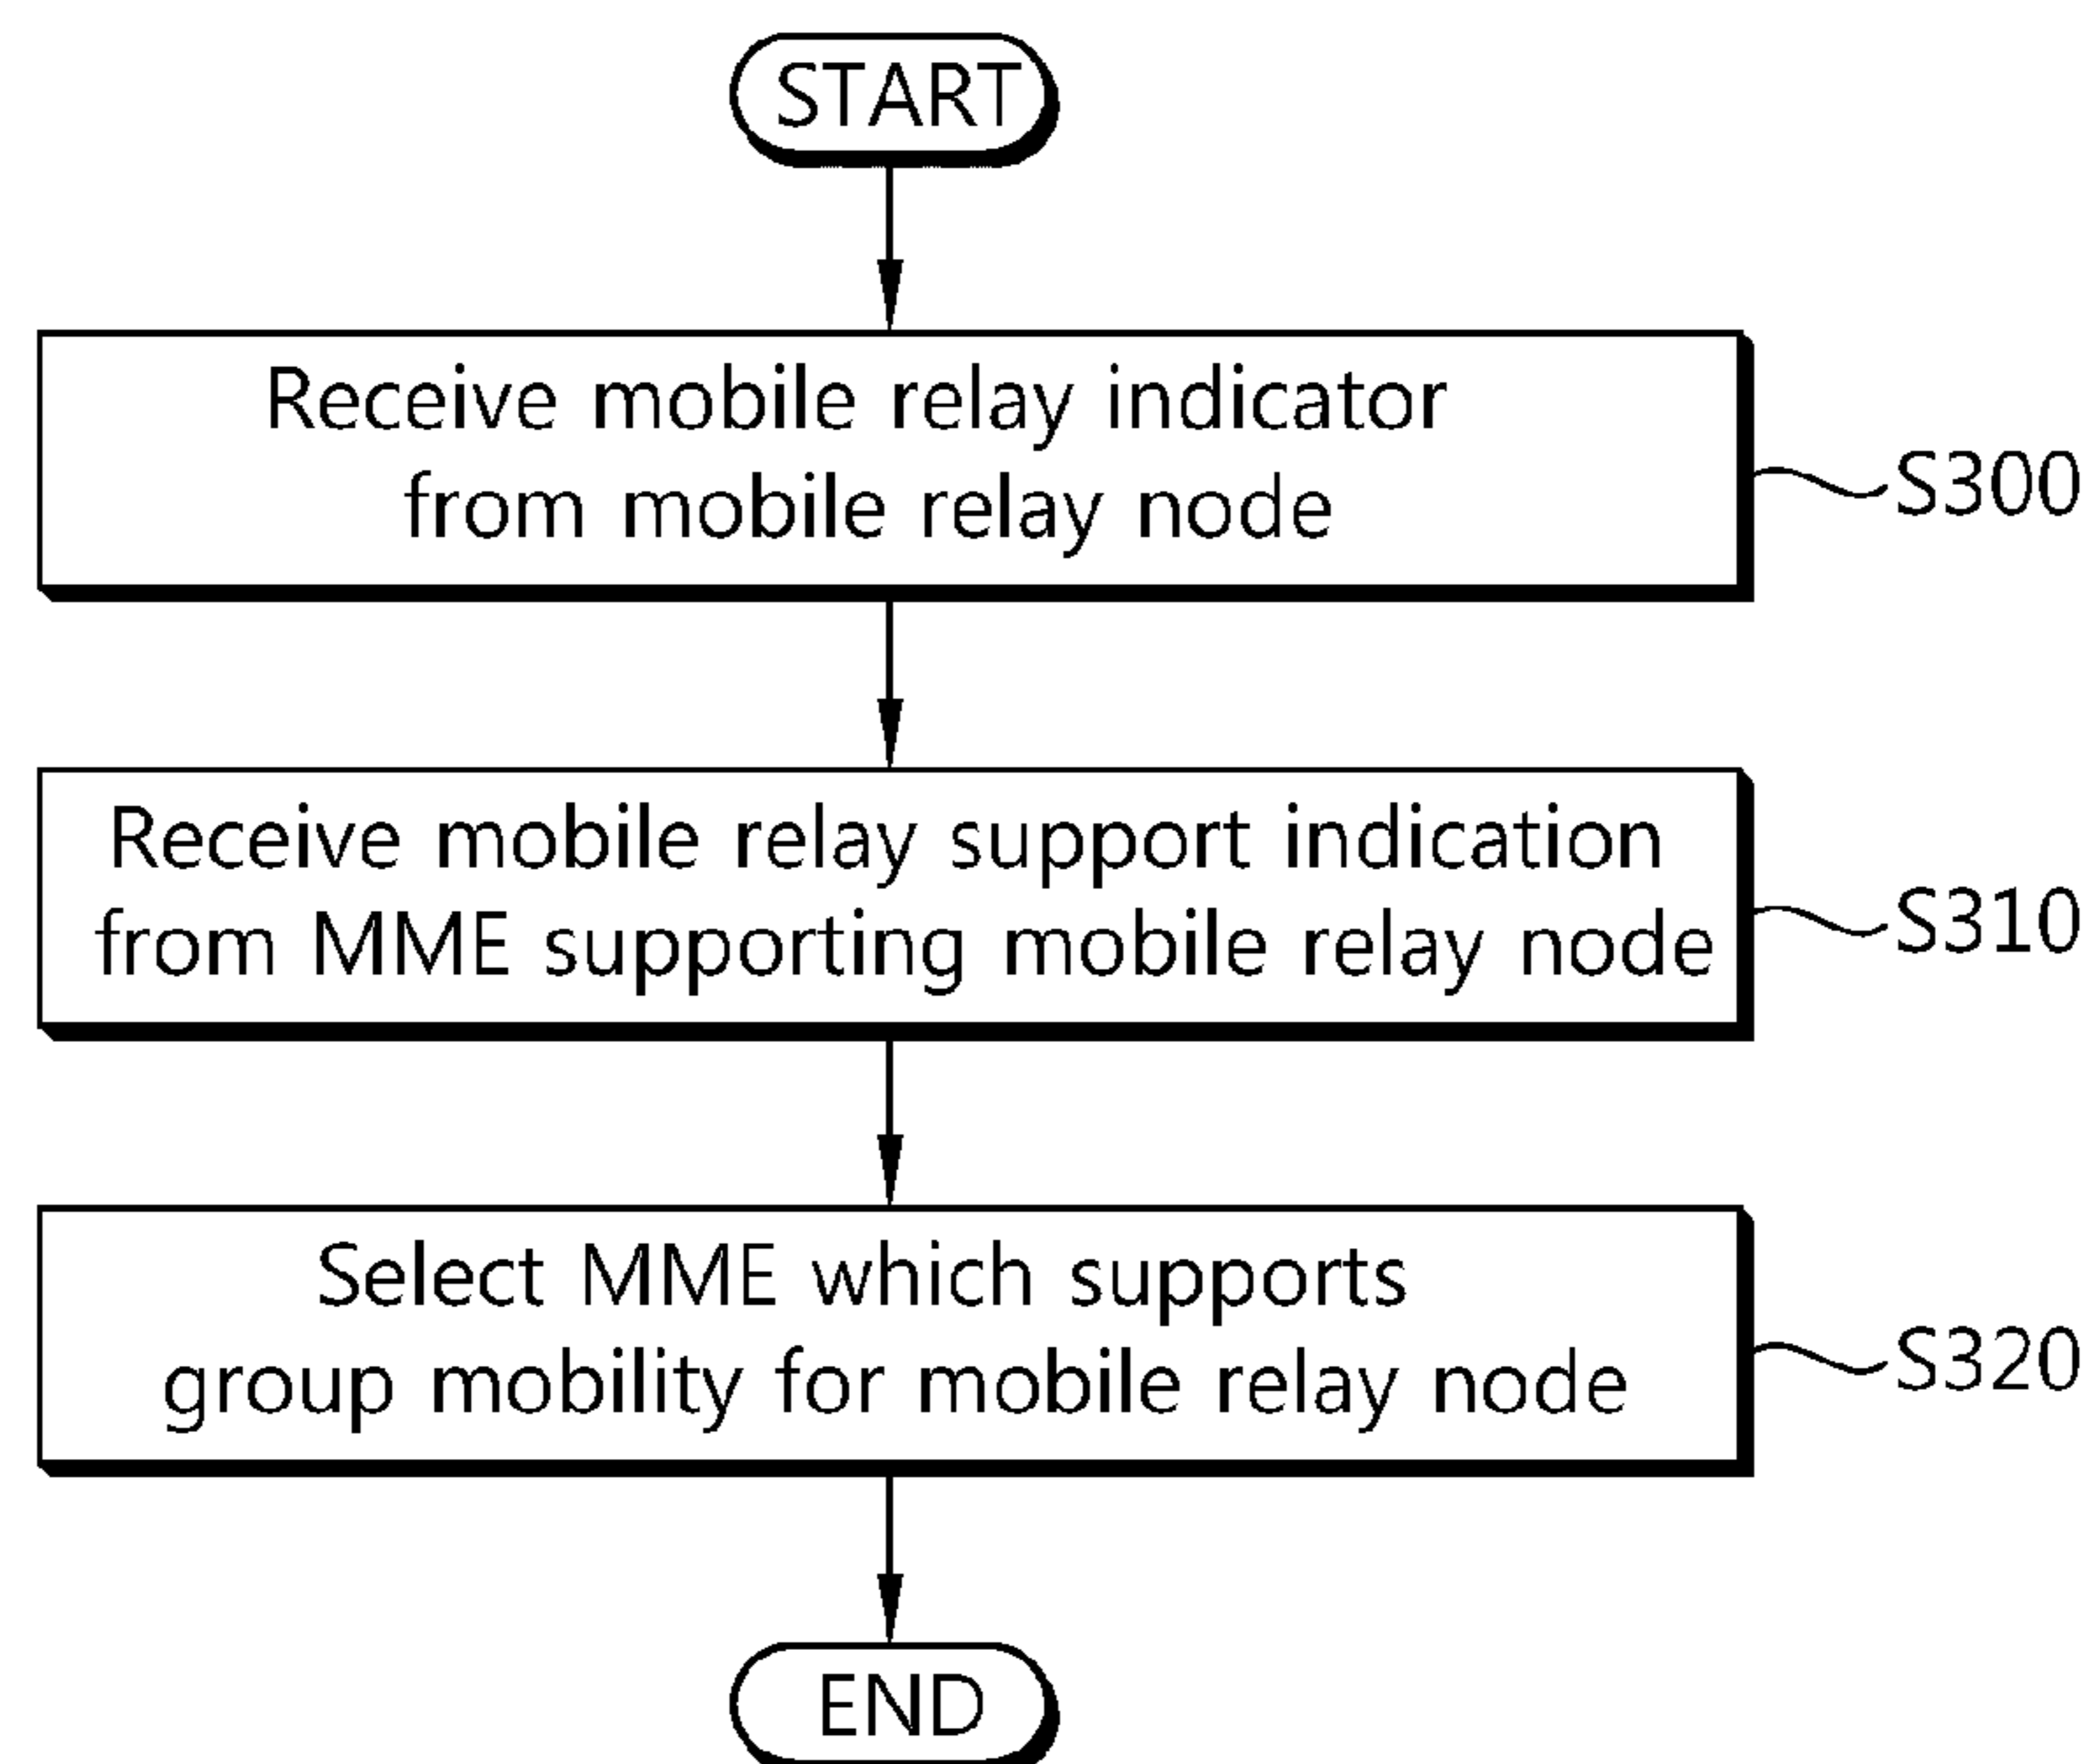 START
Receive mobile relay indicator
from mobile relay node
S300
Receive mobile relay support indication
from MME supporting mobile relay node
S310
Select MME which supports
group mobility for mobile relay node
S320
END